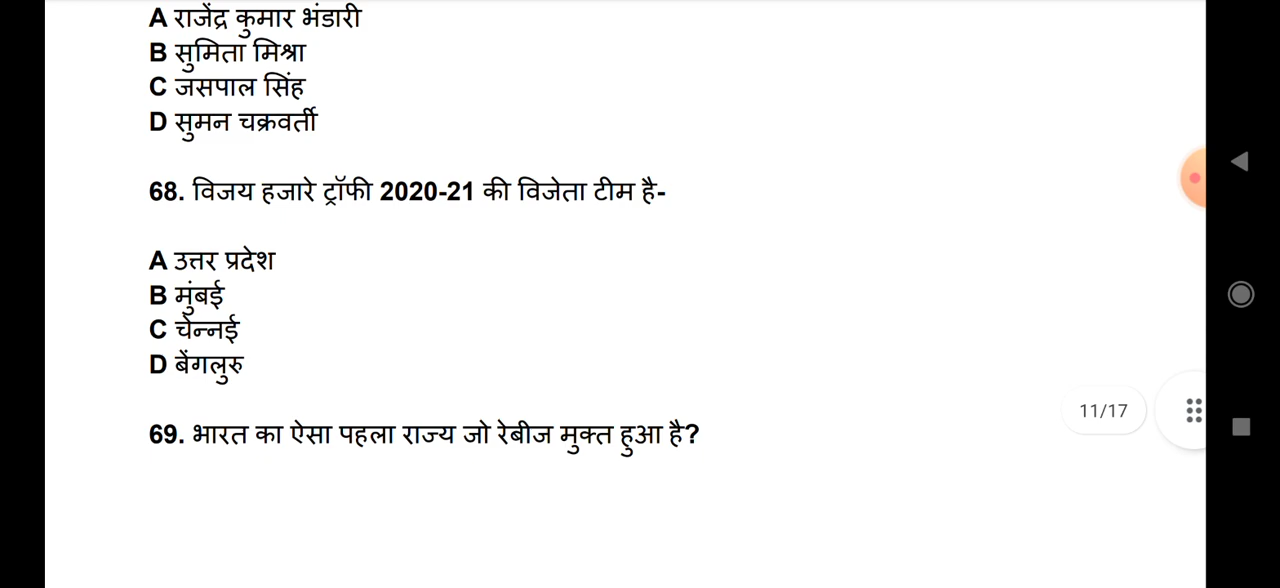 A राजेंद्र कुमार भंडारी
B सुमिता मिश्रा
C जसपाल सिंह
D सुमन चक्रवर्ती
68. विजय हजारे ट्रॉफी 2020-21 की विजेता टीम है-
A उत्तर प्रदेश
B मुंबई
C चेन्नई
D बेंगलुरु
11/17
69. भारत का ऐसा पहला राज्य जो रेबीज मुक्त हुआ है?